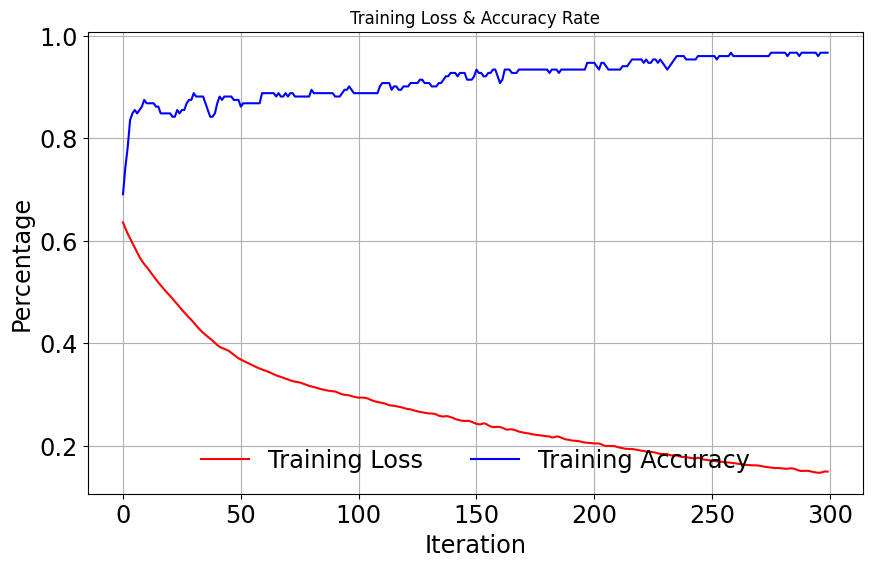 Training Loss & Accuracy Rate
1.0
0.8
0.6
0.4
0.2
Percentage
Training Loss Training Accuracy
0 50 100 150 200 250 300
Iteration